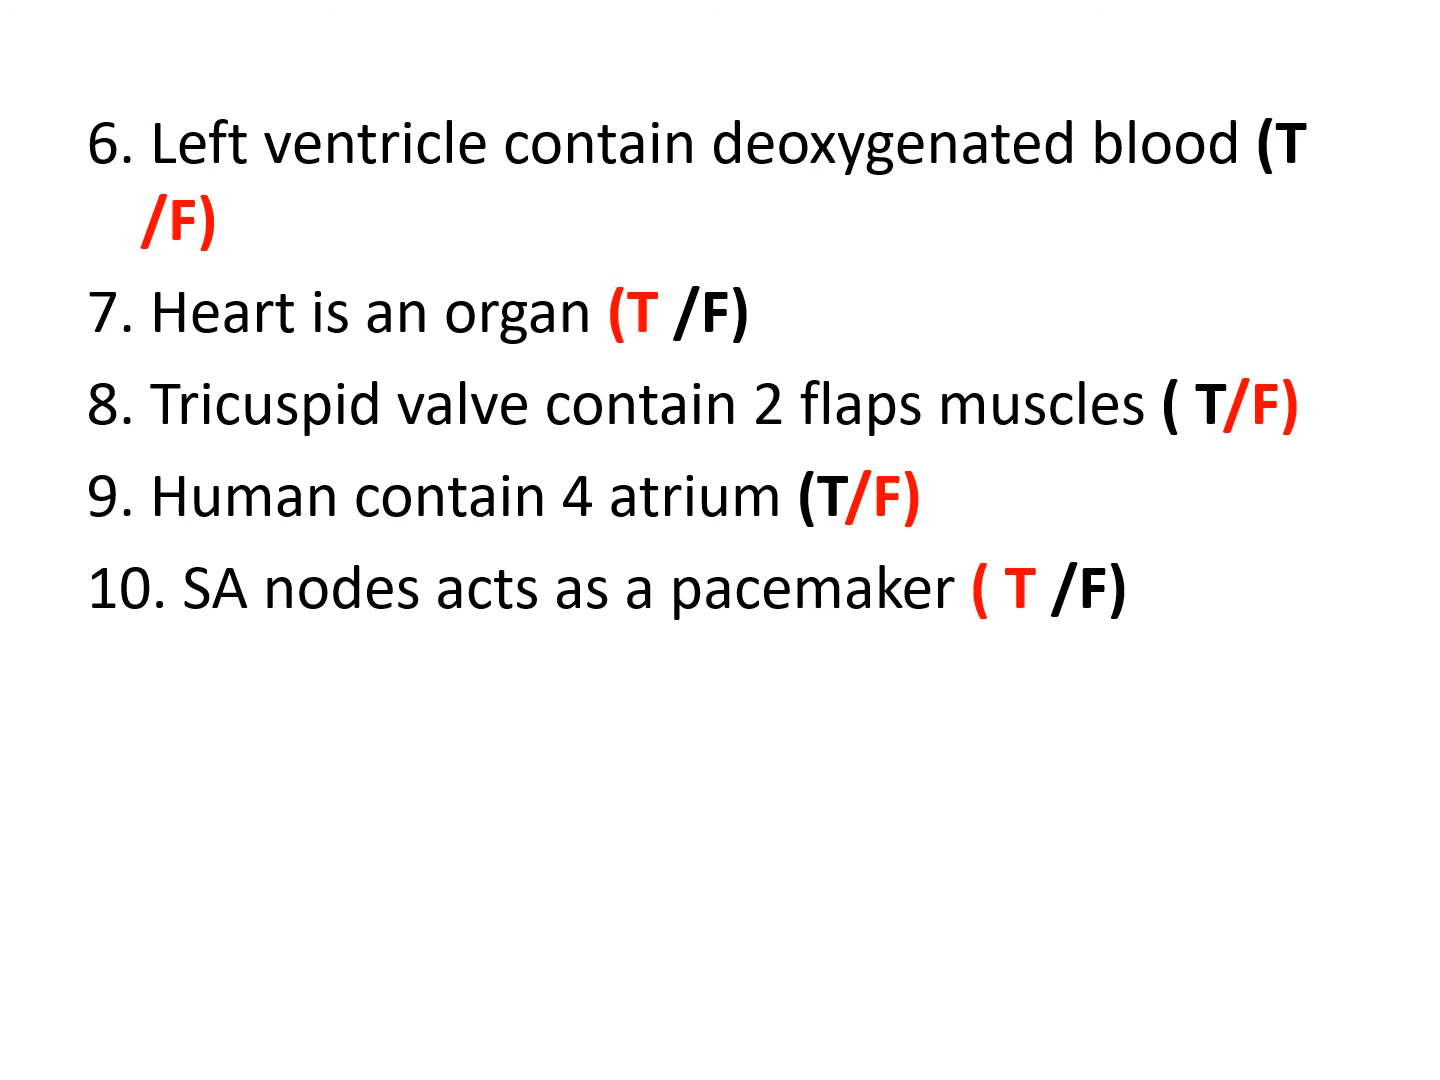 6. Left ventricle contain deoxygenated blood (T
/F)
7. Heart is an organ (T /F)
8. Tricuspid valve contain 2 flaps muscles ( T/F)
9. Human contain 4 atrium (T/F)
10. SA nodes acts as a pacemaker ( T /F)